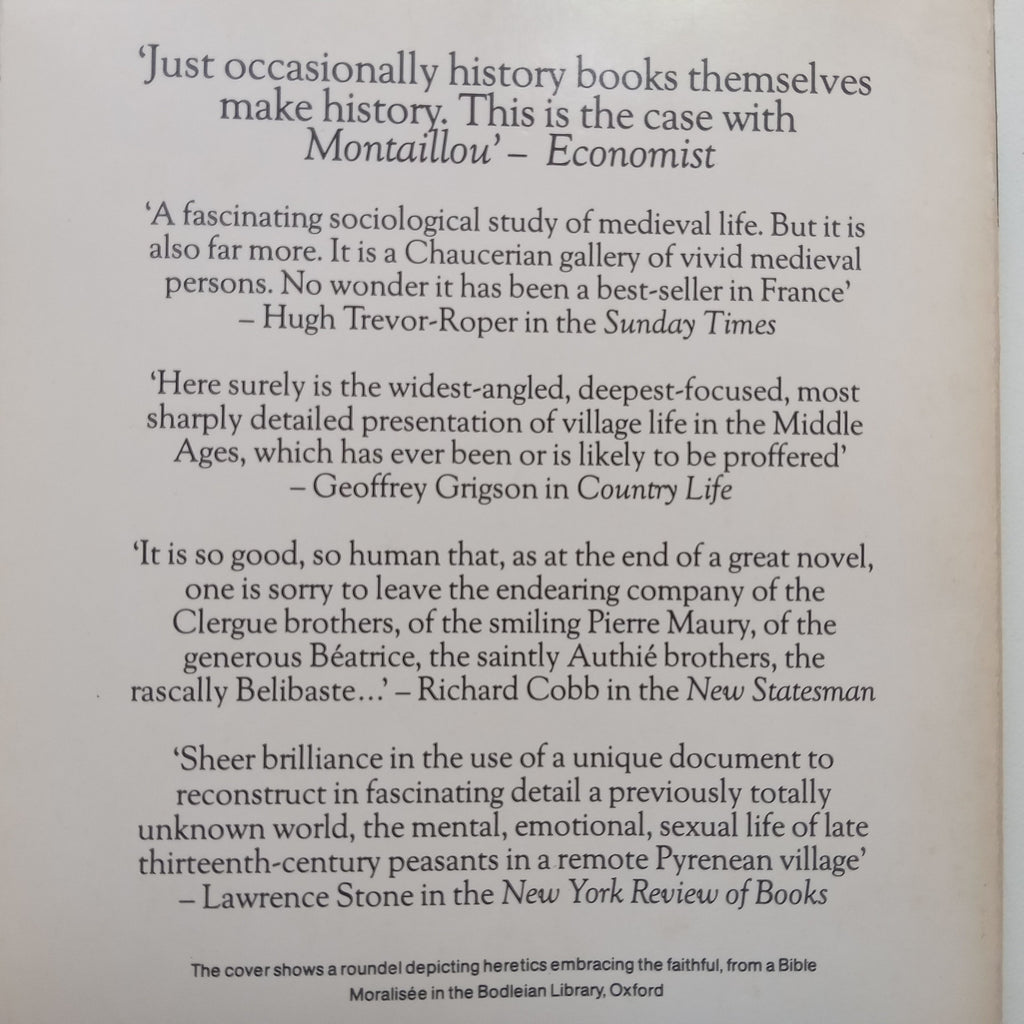 ‘Just occasionally history books themselves
make history. This is the case with
Montaillou’ – Economist
‘A fascinating sociological study of medieval life. But it is
also far more. It is a Chaucerian gallery of vivid medieval
persons. No wonder it has been a best-seller in France’
– Hugh Trevor-Roper in the Sunday Times
‘Here surely is the widest-angled, deepest-focused, most
sharply detailed presentation of village life in the Middle
Ages, which has ever been or is likely to be proffered’
– Geoffrey Grigson in Country Life
‘It is so good, so human that, as at the end of a great novel,
one is sorry to leave the endearing company of the
Clergue brothers, of the smiling Pierre Maury, of the
generous Béatrice, the saintly Authié brothers, the
rascally Belibaste...’ – Richard Cobb in the New Statesman
‘Sheer brilliance in the use of a unique document to
reconstruct in fascinating detail a previously totally
unknown world, the mental, emotional, sexual life of late
thirteenth-century peasants in a remote Pyrenean village’
– Lawrence Stone in the New York Review of Books
The cover shows a roundel depicting heretics embracing the faithful, from a Bible
Moralisée in the Bodleian Library, Oxford